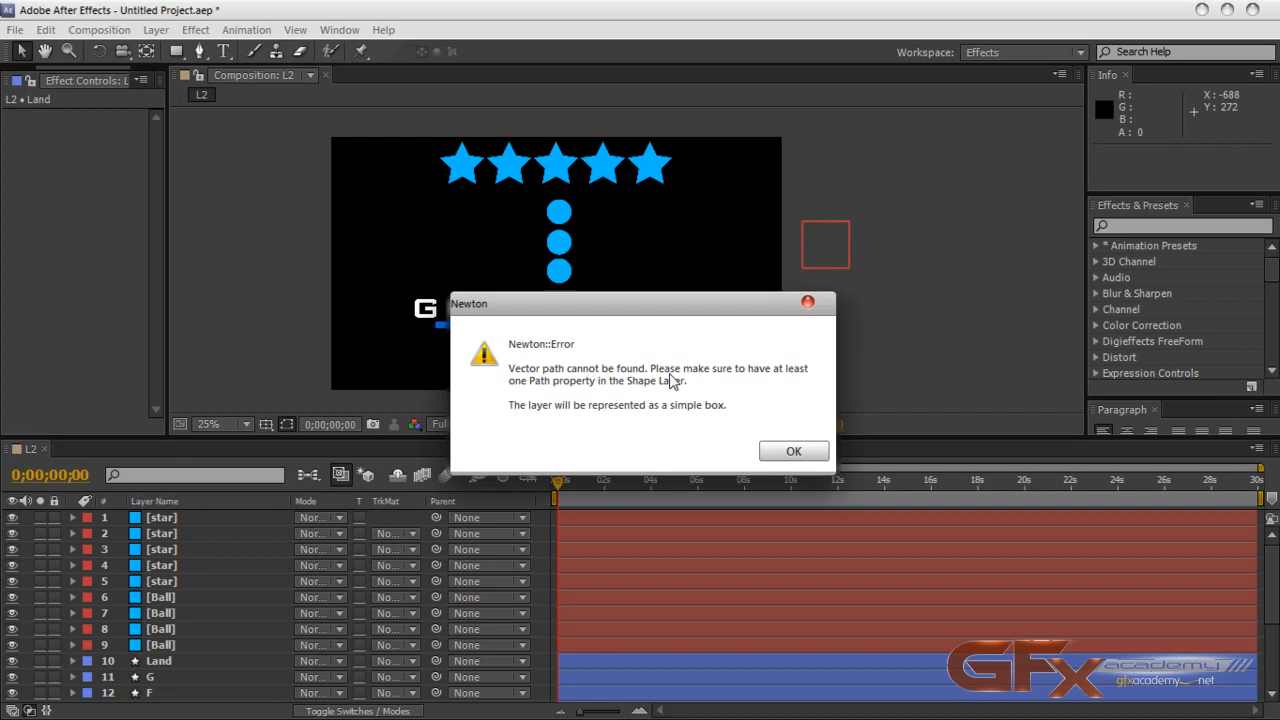 Adobe After Effects - Untitled Project.aep *
File Edit Composition Layer Effect Animation View Window Help
Workspace: Effects Search Help
Effect Controls: L
Composition: L2
Info
L2 • Land
L2
R :
G :
B :
A : 0
X : -688
Y : 272
Effects & Presets
* Animation Presets
3D Channel
Audio
Blur & Sharpen
Channel
Color Correction
Digieffects FreeForm
Distort
Expression Controls
Paragraph
G
Newton
Newton::Error
Vector path cannot be found. Please make sure to have at least
one Path property in the Shape Layer.
The layer will be represented as a simple box.
OK
25% 0;00;00;00
L2
0;00;00;00
# Layer Name Mode T TrkMat Parent
02s 04s 06s 08s 10s 12s 14s 16s 18s 20s 22s 24s 26s 28s 30s
1 [star] Nor... None
2 [star] Nor... No... None
3 [star] Nor... No... None
4 [star] Nor... No... None
5 [star] Nor... No... None
6 [Ball] Nor... No... None
7 [Ball] Nor... No... None
8 [Ball] Nor... No... None
9 [Ball] Nor... No... None
10 Land Nor... No... None
11 G Nor... No... None
12 F Nor... No... None
Toggle Switches / Modes
GFx academy
gfxacademy.net